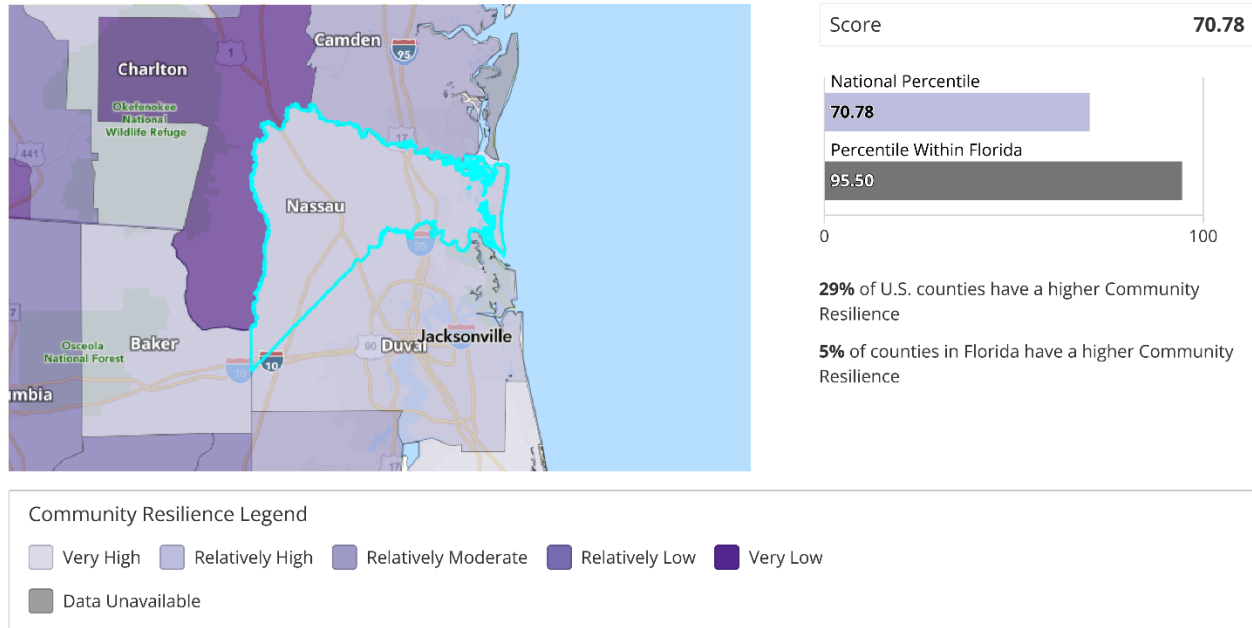 Camden
95
1
Charlton
Okefenokee
National
Wildlife Refuge
441
17
Nassau
95
Baker
Osceola
National Forest
10
10
90
Duval
Jacksonville
mbia
17
Score 70.78
National Percentile
70.78
Percentile Within Florida
95.50
0 100
29% of U.S. counties have a higher Community
Resilience
5% of counties in Florida have a higher Community
Resilience
Community Resilience Legend
Very High Relatively High Relatively Moderate Relatively Low Very Low
Data Unavailable